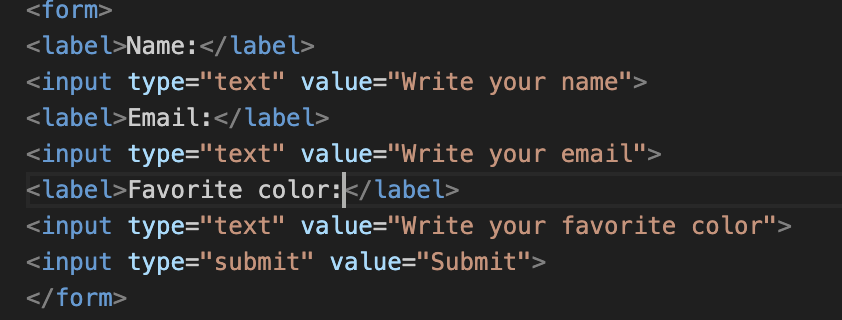 <form>
<label>Name:</label>
<input type="text" value="Write your name">
<label>Email:</label>
<input type="text" value="Write your email">
<label>Favorite color:</label>
<input type="text" value="Write your favorite color">
<input type="submit" value="Submit">
</form>